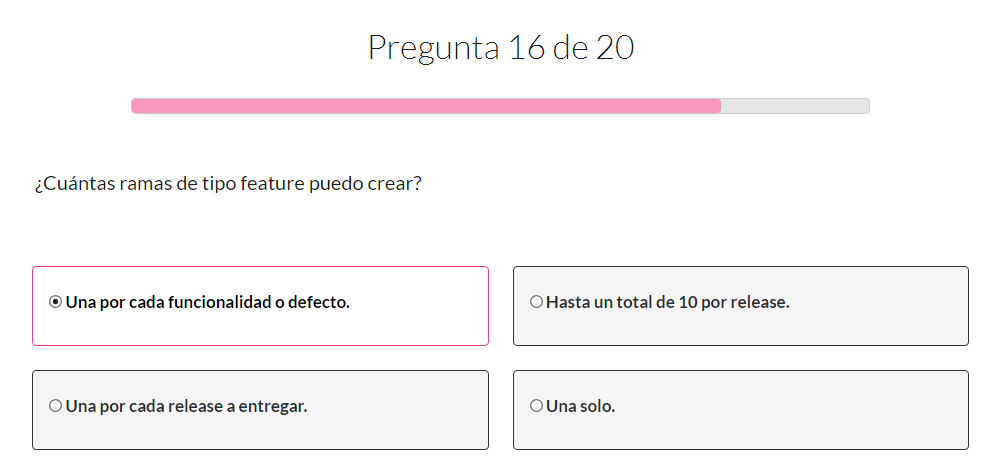 Pregunta 16 de 20
¿Cuántas ramas de tipo feature puedo crear?
Una por cada funcionalidad o defecto.
Hasta un total de 10 por release.
Una por cada release a entregar.
Una solo.